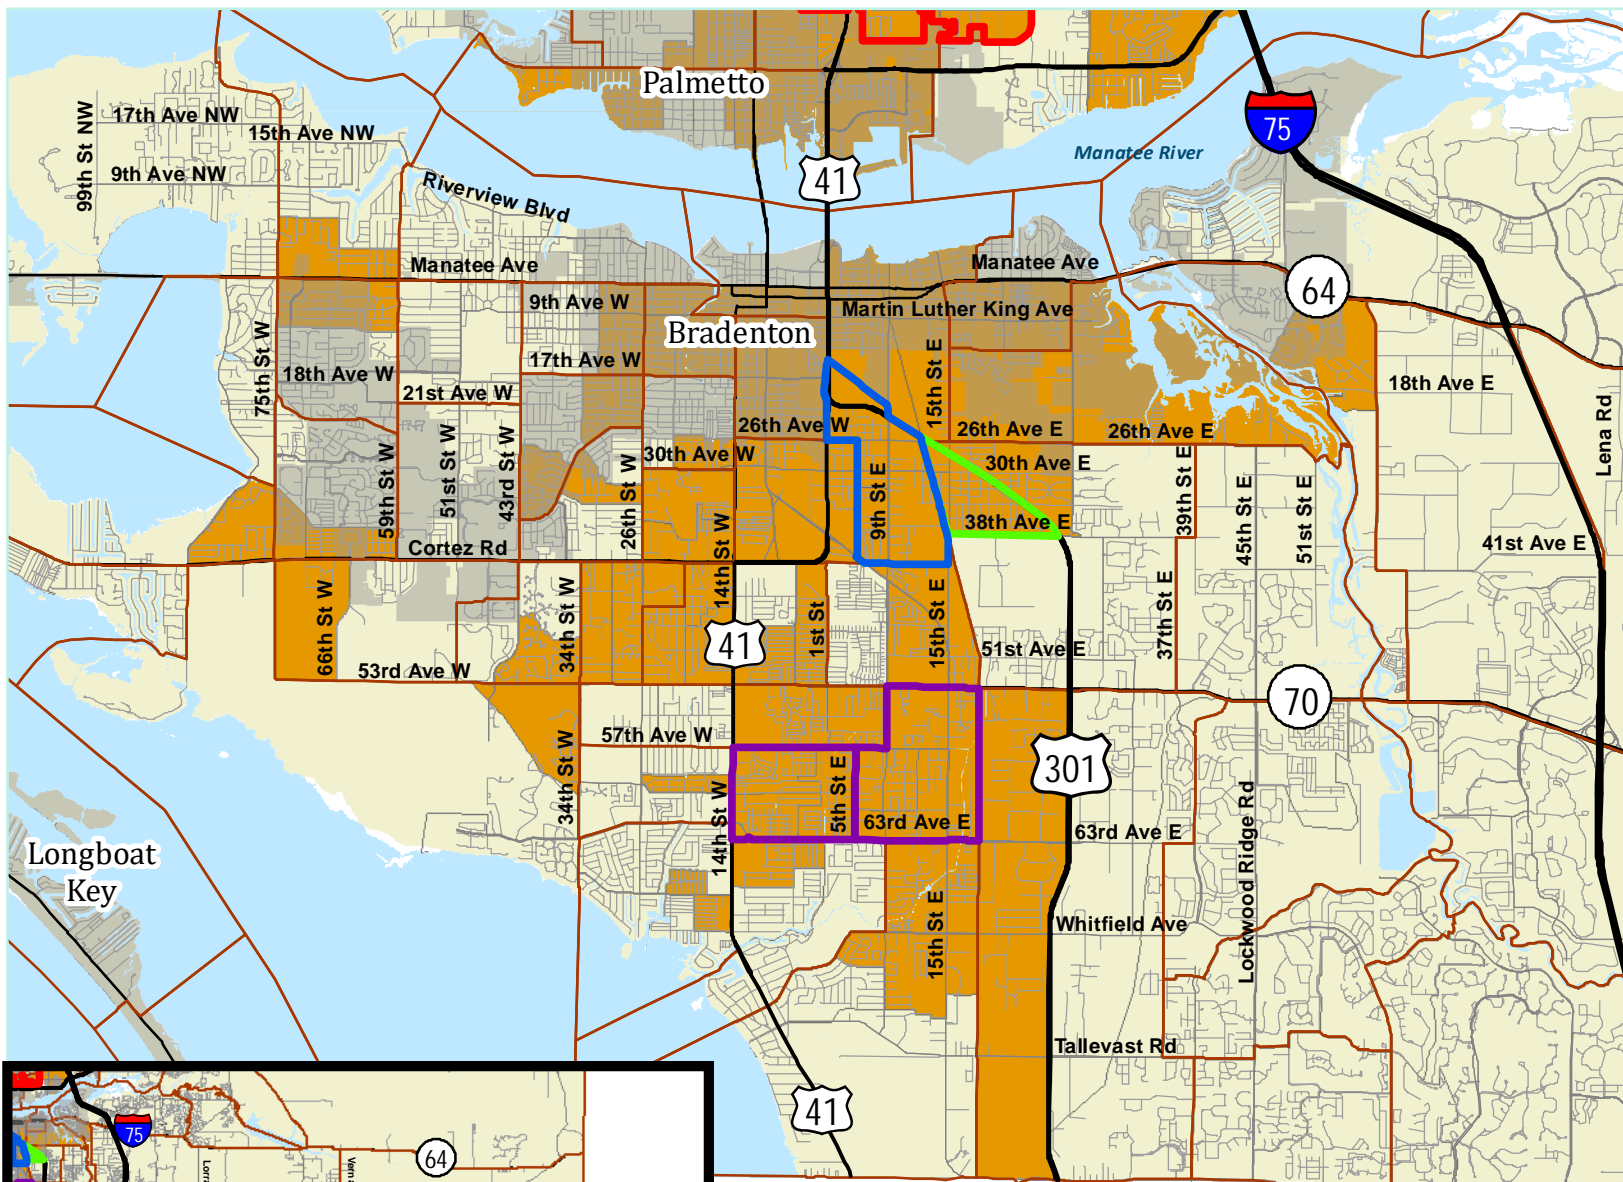 Palmetto
17th Ave NW
15th Ave NW
99th St NW
9th Ave NW
Riverview Blvd
41
75
Manatee River
Manatee Ave
Manatee Ave
64
9th Ave W
Martin Luther King Ave
Bradenton
75th St W
17th Ave W
15th St E
18th Ave W
21st Ave W
18th Ave E
26th Ave W
26th Ave E
26th Ave E
Lena Rd
59th St W
51st St W
43rd St W
30th Ave W
26th St W
30th Ave E
9th St E
38th Ave E
39th St E
45th St E
51st St E
41st Ave E
Cortez Rd
14th St W
66th St W
34th St W
41
1st St
15th St E
51st Ave E
37th St E
53rd Ave W
70
57th Ave W
34th St W
14th St W
5th St E
63rd Ave E
301
63rd Ave E
Lockwood Ridge Rd
Longboat
Key
15th St E
Whitfield Ave
Tallevast Rd
41
75
64